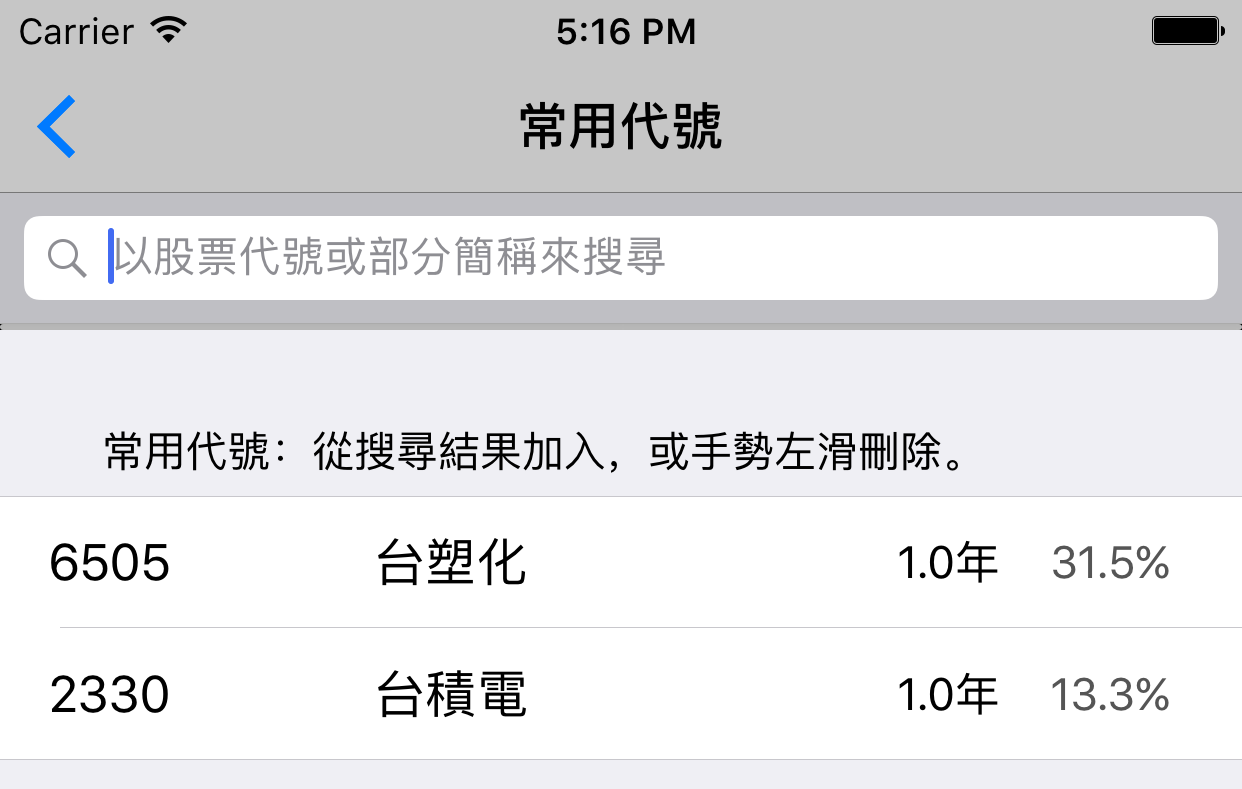 Carrier 5:16 PM
常用代號
以股票代號或部分簡稱來搜尋
常用代號：從搜尋結果加入，或手勢左滑刪除。
6505 台塑化 1.0年 31.5%
2330 台積電 1.0年 13.3%